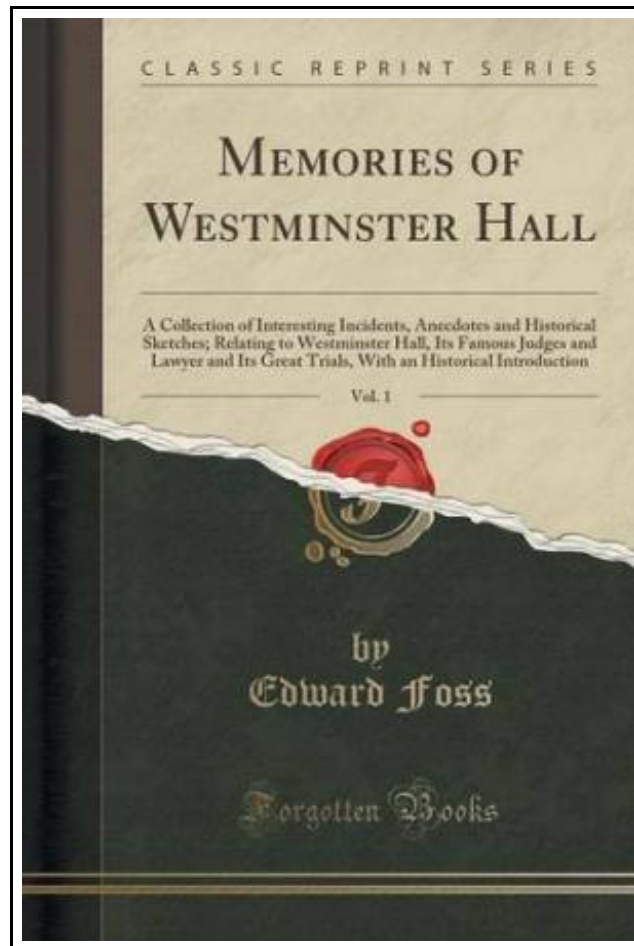 CLASSIC REPRINT SERIES
MEMORIES OF
WESTMINSTER HALL
A Collection of Interesting Incidents, Anecdotes and Historical
Sketches; Relating to Westminster Hall, Its Famous Judges and
Lawyer and Its Great Trials, With an Historical Introduction
Vol. 1
by
Edward Foss
Forgotten Books